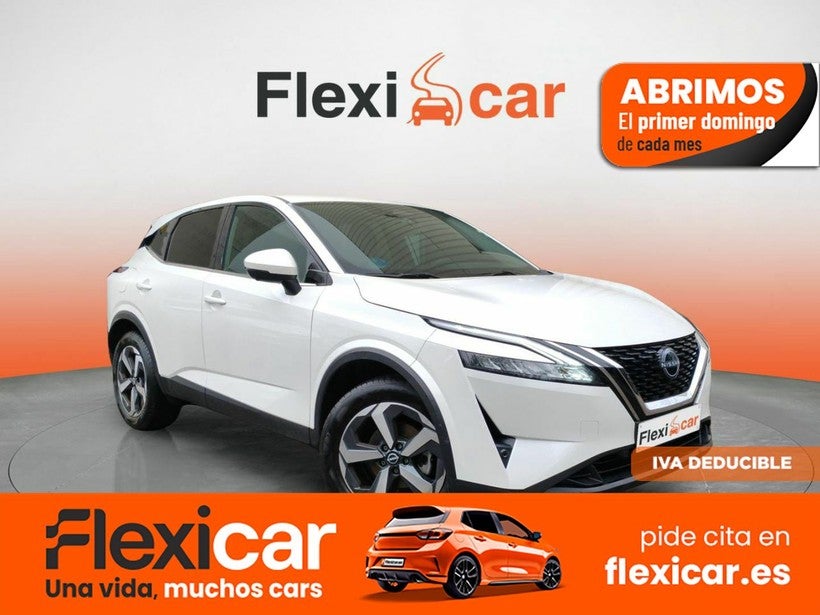 Flexicar
ABRIMOS
El primer domingo
de cada mes
NISSAN
Flexicar
IVA DEDUCIBLE
Flexicar
Una vida, muchos cars
pide cita en
flexicar.es